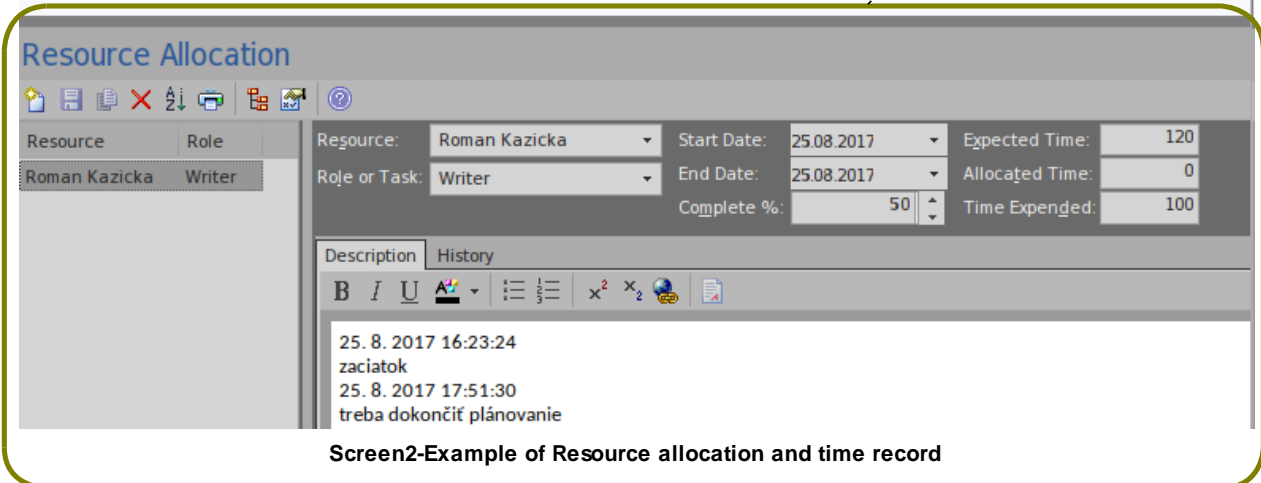 Resource Allocation
Resource Role
Roman Kazicka Writer
Resource: Roman Kazicka Start Date: 25.08.2017 Expected Time: 120
Role or Task: Writer End Date: 25.08.2017 Allocated Time: 0
Complete %: 50 Time Expended: 100
Description History
B I U x² x₂
25. 8. 2017 16:23:24
zaciatok
25. 8. 2017 17:51:30
treba dokončiť plánovanie
Screen2-Example of Resource allocation and time record